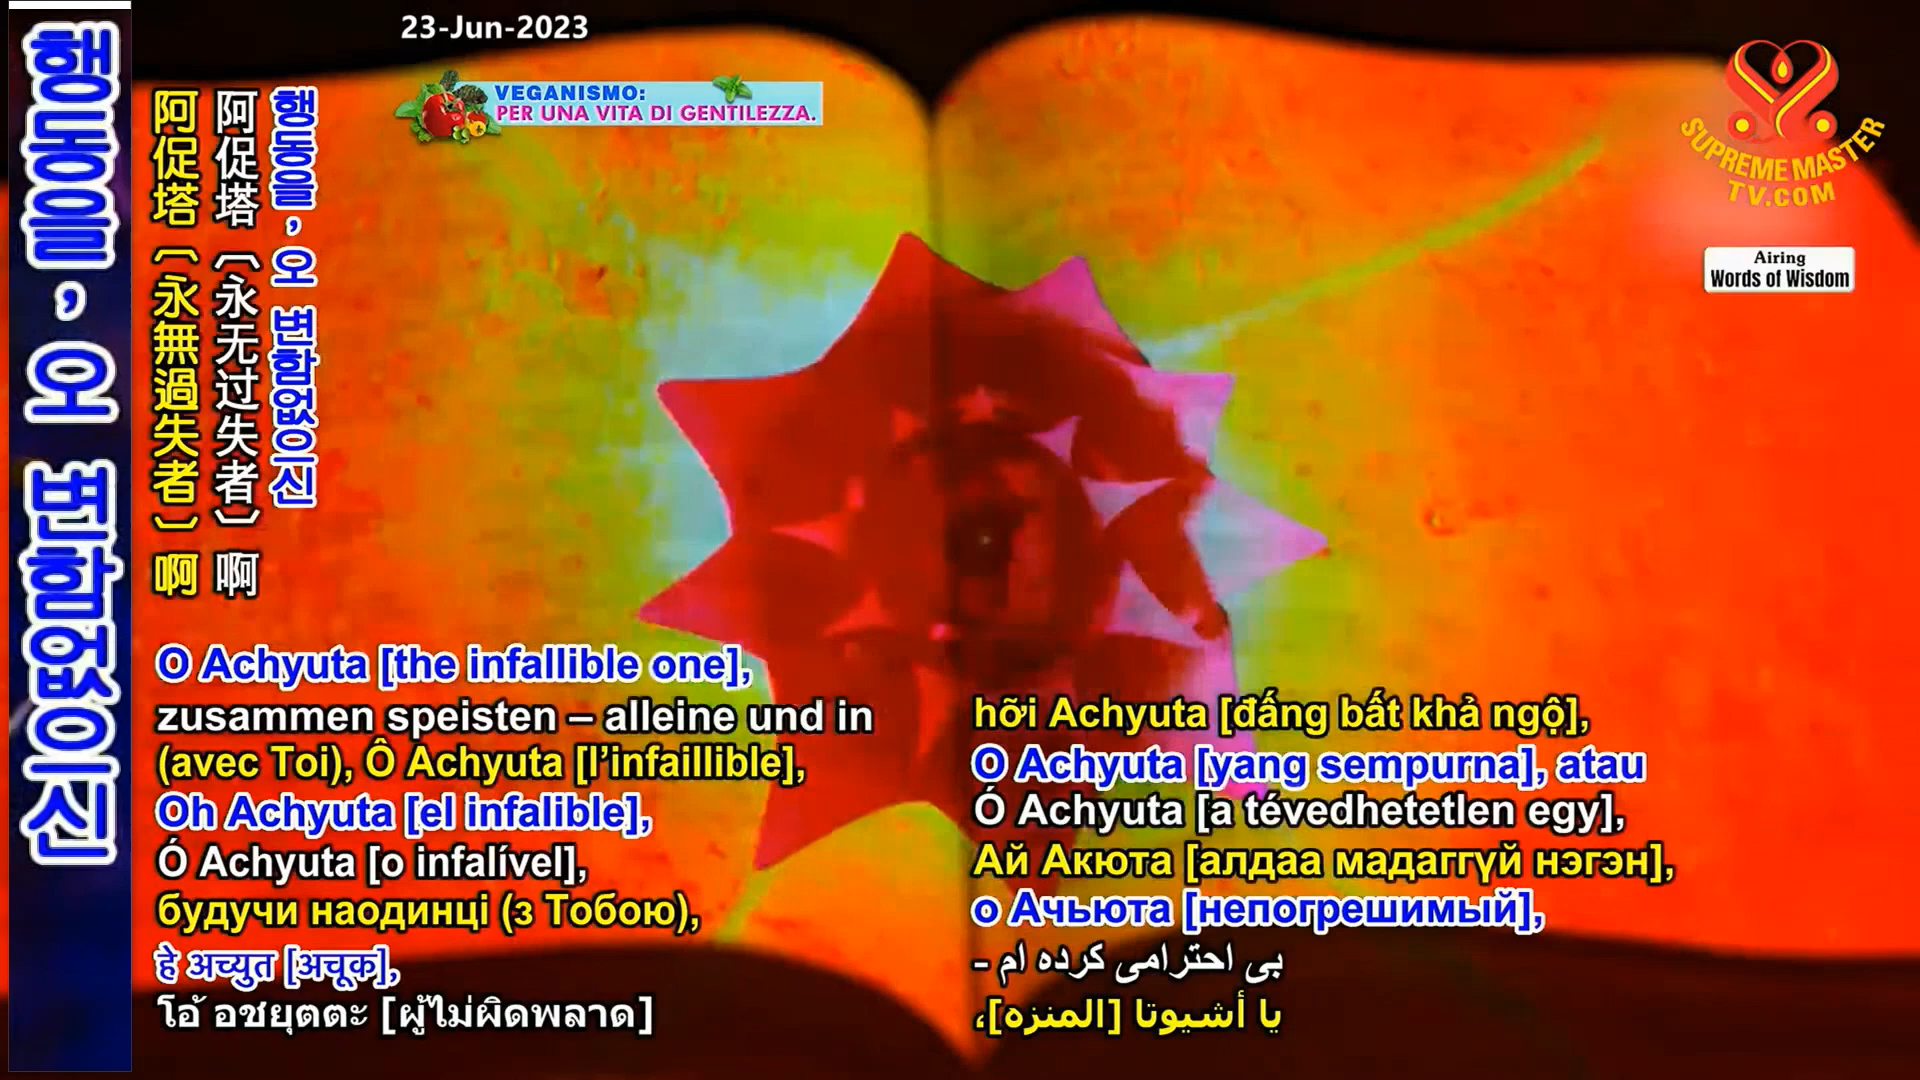 23-Jun-2023
VEGANISMO:
PER UNA VITA DI GENTILEZZA.
SUPREME MASTER
TV.COM
Airing
Words of Wisdom
행동을, 오 변함없으신
阿促塔〔永無過失者〕啊
阿促塔〔永无过失者〕啊
행동을, 오 변함없으신
O Achyuta [the infallible one],
zusammen speisten – alleine und in
(avec Toi), Ô Achyuta [l’infaillible],
Oh Achyuta [el infalible],
Ó Achyuta [o infalível],
будучи наодинці (з Тобою),
हे अच्युत [अचूक],
โอ้ อชยุตตะ [ผู้ไม่ผิดพลาด]
hỡi Achyuta [đấng bất khả ngộ],
O Achyuta [yang sempurna], atau
Ó Achyuta [a tévedhetetlen egy],
Ай Акюта [алдаа мадаггүй нэгэн],
о Ачьюта [непогрешимый],
بی احترامی کرده ام -
يا أشيوتا [المنزه]،